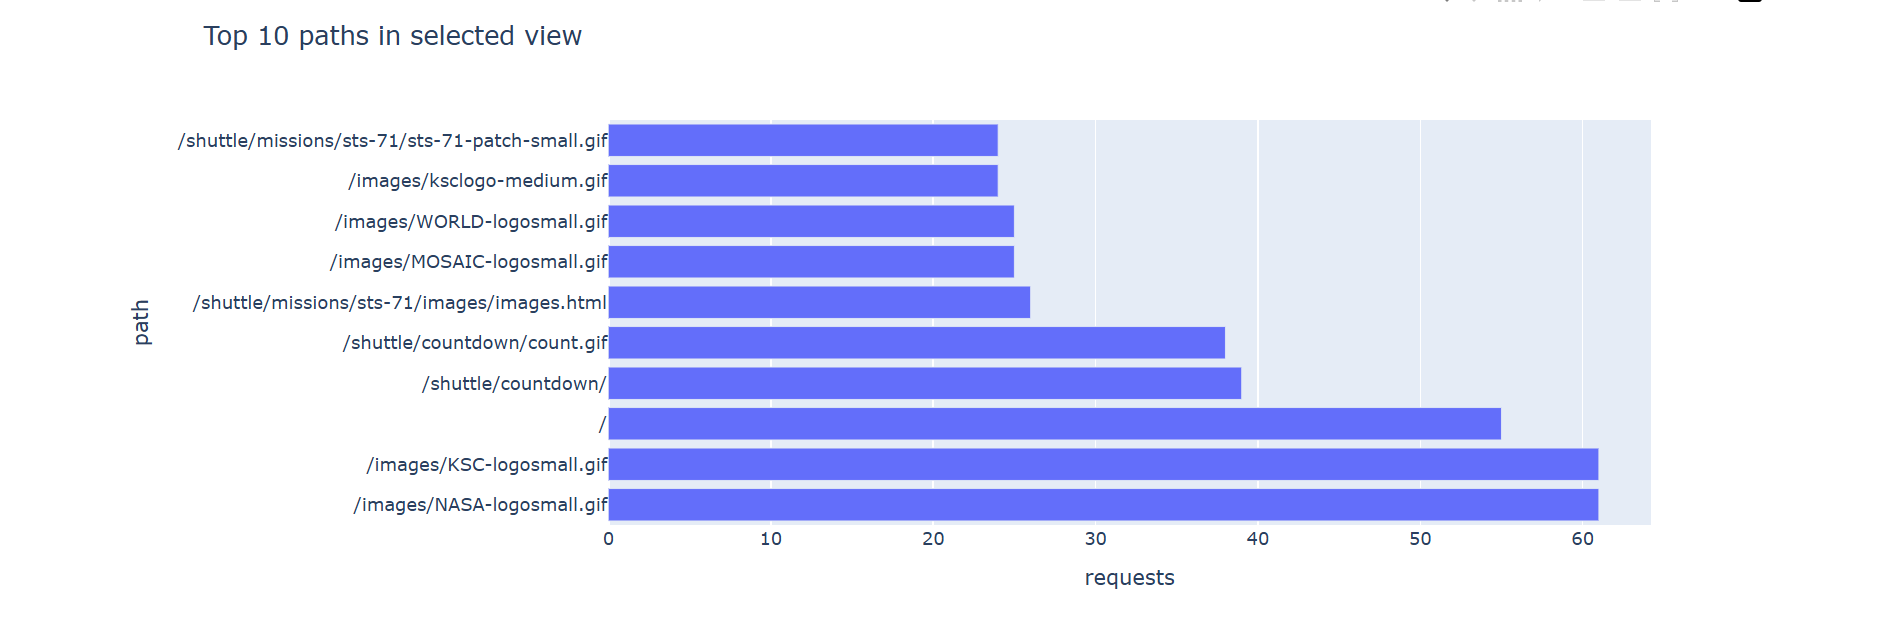 Top 10 paths in selected view
/shuttle/missions/sts-71/sts-71-patch-small.gif
/images/ksclogo-medium.gif
/images/WORLD-logosmall.gif
/images/MOSAIC-logosmall.gif
/shuttle/missions/sts-71/images/images.html
/shuttle/countdown/count.gif
/shuttle/countdown/
/
/images/KSC-logosmall.gif
/images/NASA-logosmall.gif
path
0 10 20 30 40 50 60
requests